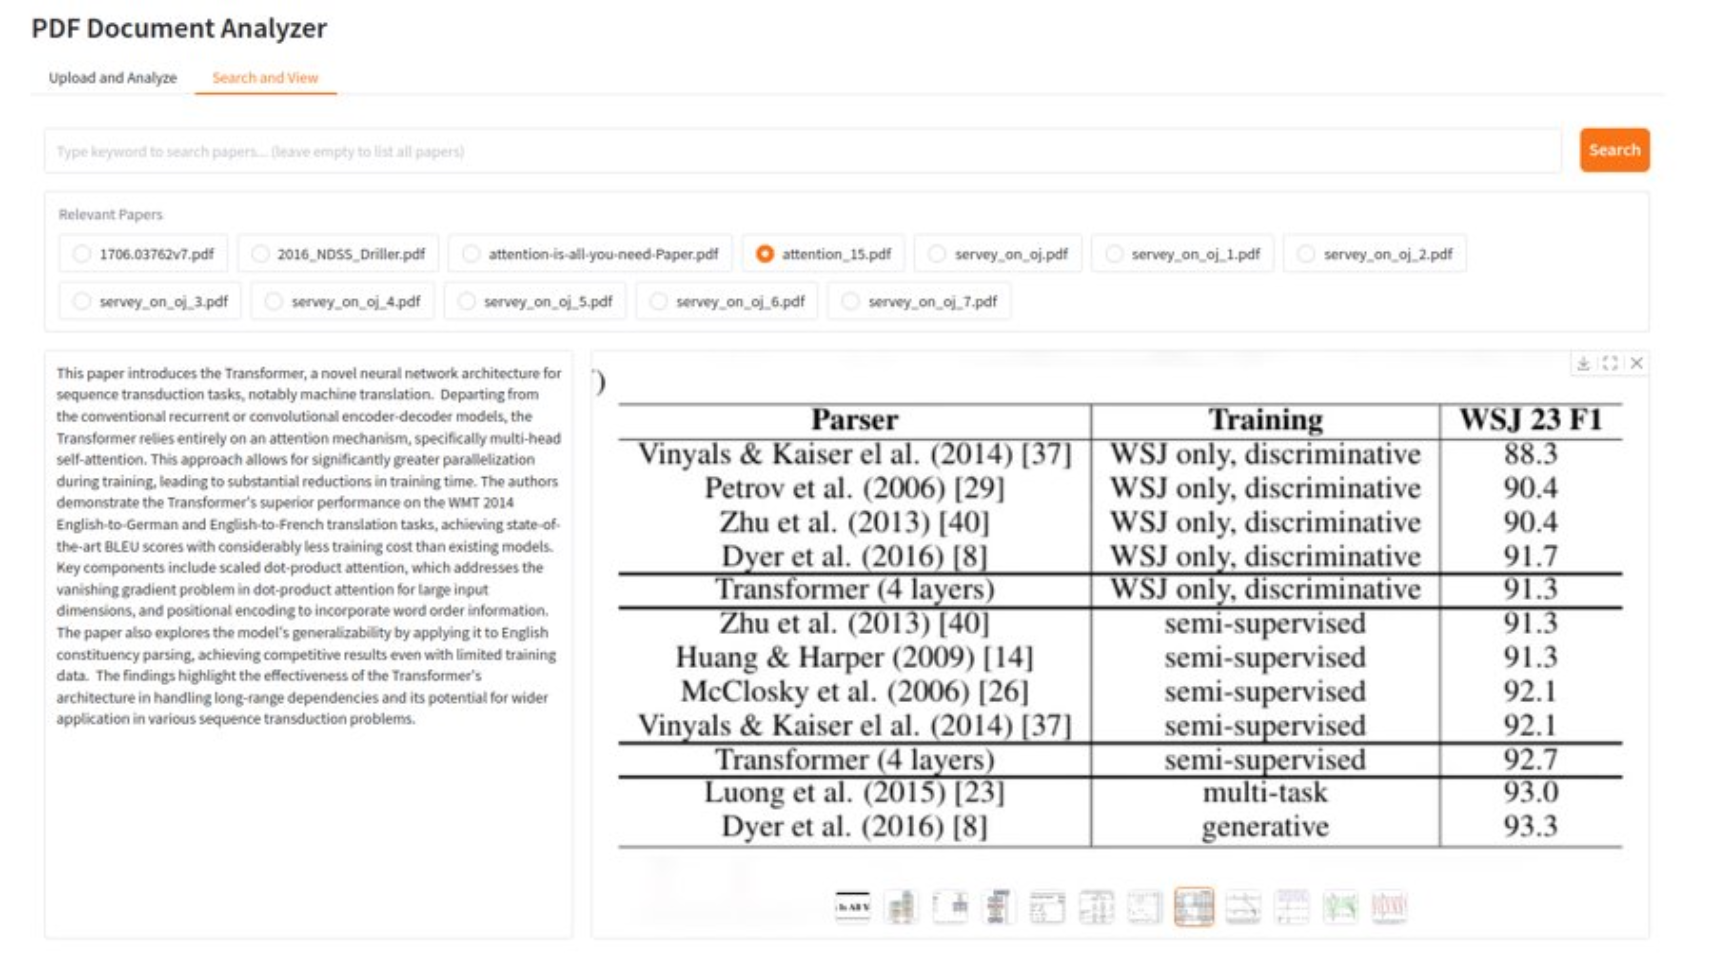 PDF Document Analyzer
Upload and Analyze Search and View
Type keyword to search papers... (leave empty to list all papers)
Search
Relevant Papers
1706.03762v7.pdf 2016_NDSS_Driller.pdf attention-is-all-you-need-Paper.pdf attention_15.pdf servey_on_oj.pdf servey_on_oj_1.pdf servey_on_oj_2.pdf
servey_on_oj_3.pdf servey_on_oj_4.pdf servey_on_oj_5.pdf servey_on_oj_6.pdf servey_on_oj_7.pdf
This paper introduces the Transformer, a novel neural network architecture for
sequence transduction tasks, notably machine translation. Departing from
the conventional recurrent or convolutional encoder-decoder models, the
Transformer relies entirely on an attention mechanism, specifically multi-head
self-attention. This approach allows for significantly greater parallelization
during training, leading to substantial reductions in training time. The authors
demonstrate the Transformer's superior performance on the WMT 2014
English-to-German and English-to-French translation tasks, achieving state-of-
the-art BLEU scores with considerably less training cost than existing models.
Key components include scaled dot-product attention, which addresses the
vanishing gradient problem in dot-product attention for large input
dimensions, and positional encoding to incorporate word order information.
The paper also explores the model's generalizability by applying it to English
constituency parsing, achieving competitive results even with limited training
data. The findings highlight the effectiveness of the Transformer's
architecture in handling long-range dependencies and its potential for wider
application in various sequence transduction problems.
)
Parser Training WSJ 23 F1
Vinyals & Kaiser el al. (2014) [37] WSJ only, discriminative 88.3
Petrov et al. (2006) [29] WSJ only, discriminative 90.4
Zhu et al. (2013) [40] WSJ only, discriminative 90.4
Dyer et al. (2016) [8] WSJ only, discriminative 91.7
Transformer (4 layers) WSJ only, discriminative 91.3
Zhu et al. (2013) [40] semi-supervised 91.3
Huang & Harper (2009) [14] semi-supervised 91.3
McClosky et al. (2006) [26] semi-supervised 92.1
Vinyals & Kaiser el al. (2014) [37] semi-supervised 92.1
Transformer (4 layers) semi-supervised 92.7
Luong et al. (2015) [23] multi-task 93.0
Dyer et al. (2016) [8] generative 93.3